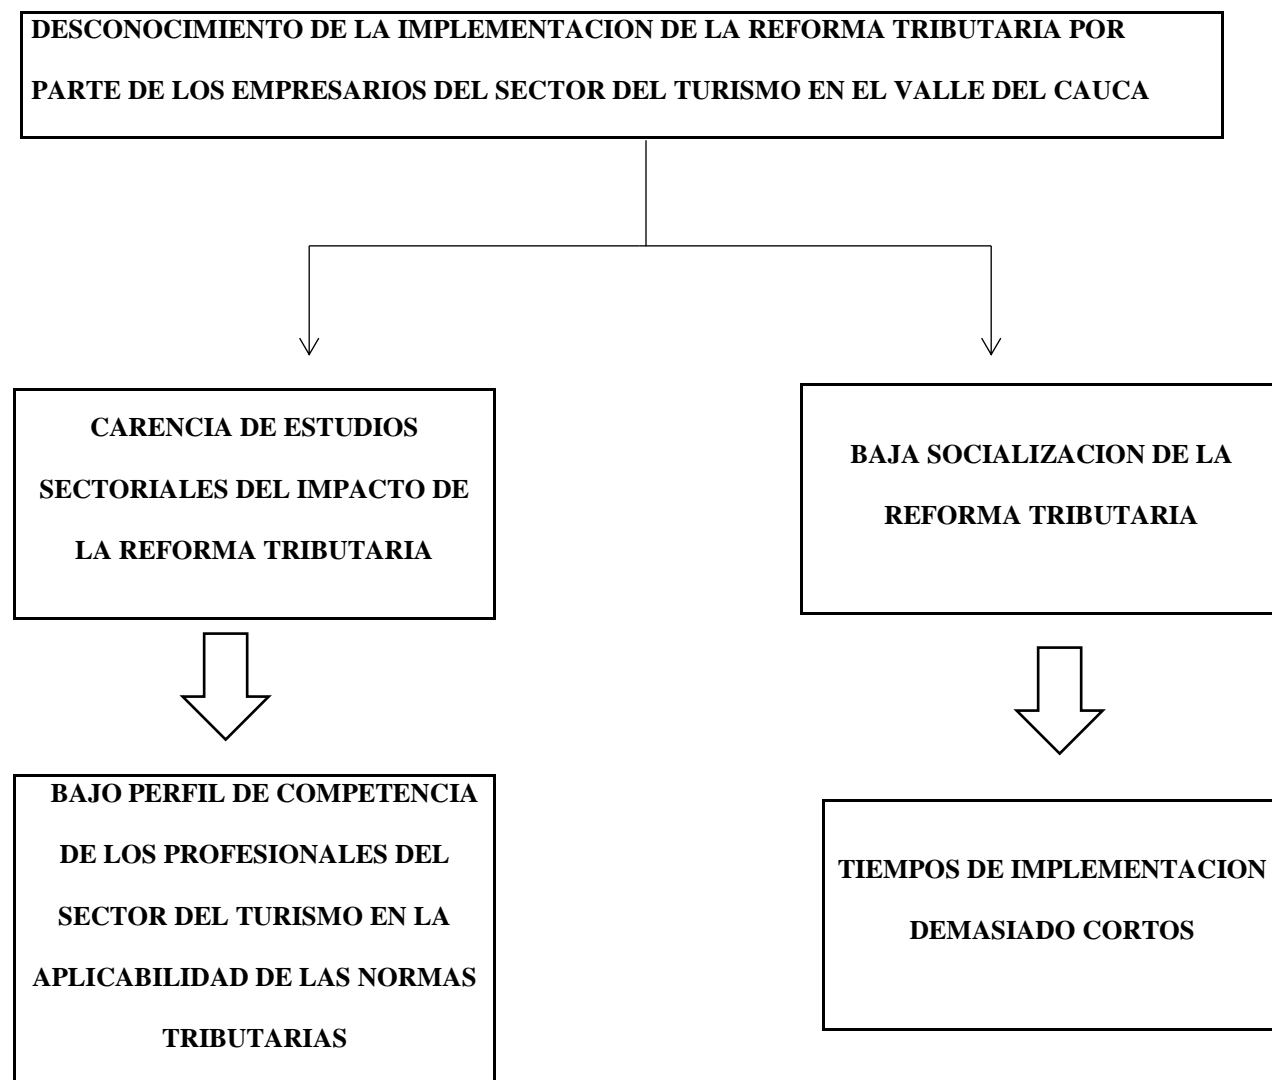 DESCONOCIMIENTO DE LA IMPLEMENTACION DE LA REFORMA TRIBUTARIA POR
PARTE DE LOS EMPRESARIOS DEL SECTOR DEL TURISMO EN EL VALLE DEL CAUCA
CARENCIA DE ESTUDIOS
SECTORIALES DEL IMPACTO DE
LA REFORMA TRIBUTARIA
BAJA SOCIALIZACION DE LA
REFORMA TRIBUTARIA
BAJO PERFIL DE COMPETENCIA
DE LOS PROFESIONALES DEL
SECTOR DEL TURISMO EN LA
APLICABILIDAD DE LAS NORMAS
TRIBUTARIAS
TIEMPOS DE IMPLEMENTACION
DEMASIADO CORTOS